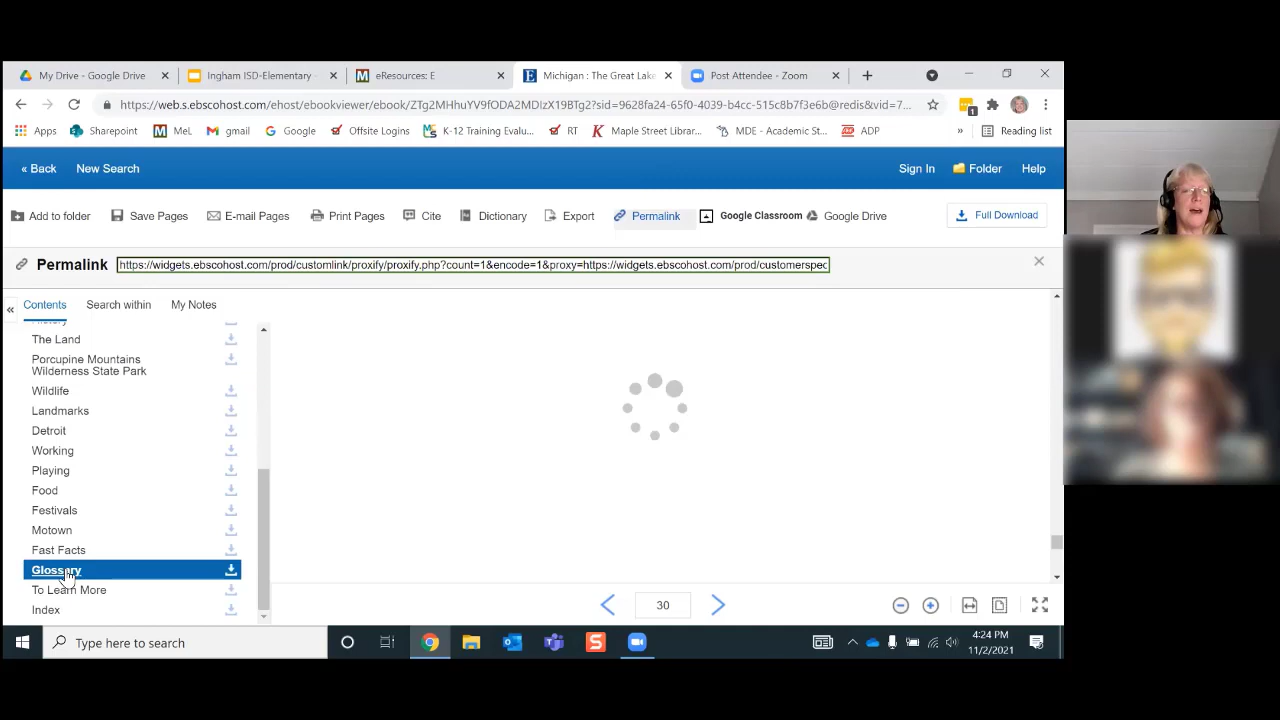 My Drive - Google Drive
Ingham ISD-Elementary -
eResources: E
Michigan : The Great Lake
Post Attendee - Zoom
https://web.s.ebscohost.com/ehost/ebookviewer/ebook/ZTg2MHhuYV9fODA2MDIzX19BTg2?sid=9628fa24-65f0-4039-b4cc-515c8b7f3e6b@redis&vid=7...
1
Apps Sharepoint MeL gmail Google Offsite Logins K-12 Training Evalu... RT Maple Street Librar... MDE - Academic St... ADP » Reading list
« Back New Search Sign In Folder Help
Add to folder Save Pages E-mail Pages Print Pages Cite Dictionary Export Permalink Google Classroom Google Drive Full Download
Permalink https://widgets.ebscohost.com/prod/customlink/proxify/proxify.php?count=1&encode=1&proxy=https://widgets.ebscohost.com/prod/customerspec
« Contents Search within My Notes
History
The Land
Porcupine Mountains
Wilderness State Park
Wildlife
Landmarks
Detroit
Working
Playing
Food
Festivals
Motown
Fast Facts
Glossary
To Learn More
Index
30
Type here to search
4:24 PM
11/2/2021